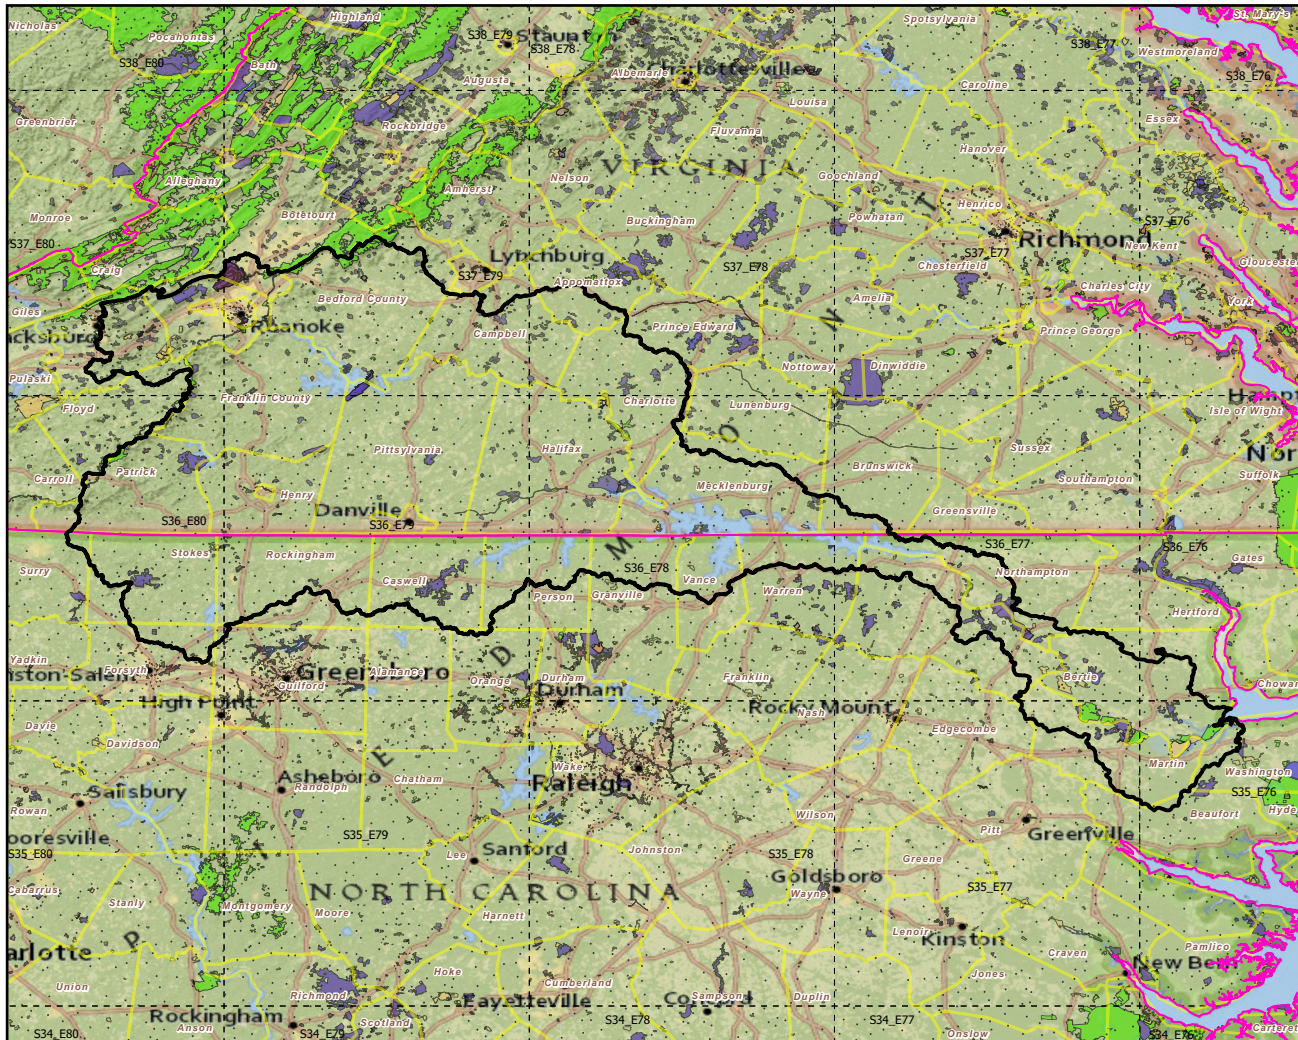 Nicholas
Highland
St. Mary's
Pocahontas
S38_E79
Staunton
S38_E78
Spotsylvania
S38_E77
Westmoreland
S38_E80
Bath
Augusta
Albemarle
Louisa
Caroline
S38_E76
Greenbrier
Rockbridge
Fluvanna
Essex
VIRGINIA
Hanover
Alleghany
Amherst
Nelson
Goochland
Monroe
Botetourt
Buckingham
Powhatan
Henrico
S37_E76
S37_E80
Richmond
New Kent
Craig
Lynchburg
S37_E79
S37_E78
Chesterfield
S37_E77
Gloucester
Giles
Bedford County
Appomattox
Amelia
Charles City
York
Roanoke
Campbell
Prince Edward
Prince George
acksburg
Pulaski
Nottoway
Dinwiddie
Floyd
Franklin County
Charlotte
Lunenburg
Isle of Wight
Pittsylvania
Halifax
Sussex
Nor
Carroll
Patrick
Brunswick
Southampton
Suffolk
Henry
Mecklenburg
Danville
Greensville
S36_E80
S36_E79
Surry
Stokes
Rockingham
Caswell
S36_E78
Vance
Warren
S36_E77
Northampton
S36_E76
Gates
Person
Granville
Hertford
Yadkin
Forsyth
Greensboro
Alamance
Guilford
Orange
Durham
Franklin
Bertie
Chowan
High Point
Durham
Rocky Mount
Nash
Davie
Davidson
Edgecombe
Wake
Martin
Washington
Asheboro
Randolph
Chatham
Raleigh
S35_E76
Salisbury
Rowan
Wilson
Beaufort
Hyde
ooresville
S35_E79
Pitt
Greenville
S35_E80
Lee
Sanford
Johnston
S35_E78
Greene
Cabarrus
NORTH CAROLINA
Goldsboro
Wayne
S35_E77
Stanly
Montgomery
Moore
Harnett
Lenoir
Kinston
Craven
Pamlico
arlotte
Hoke
Cumberland
Jones
New Bern
Union
Richmond
Fayetteville
Sampson
Duplin
Rockingham
Anson
Scotland
S34_E80
S34_E79
S34_E78
S34_E77
Onslow
S34_E76
Carteret
P
E
D
M
O
N
T